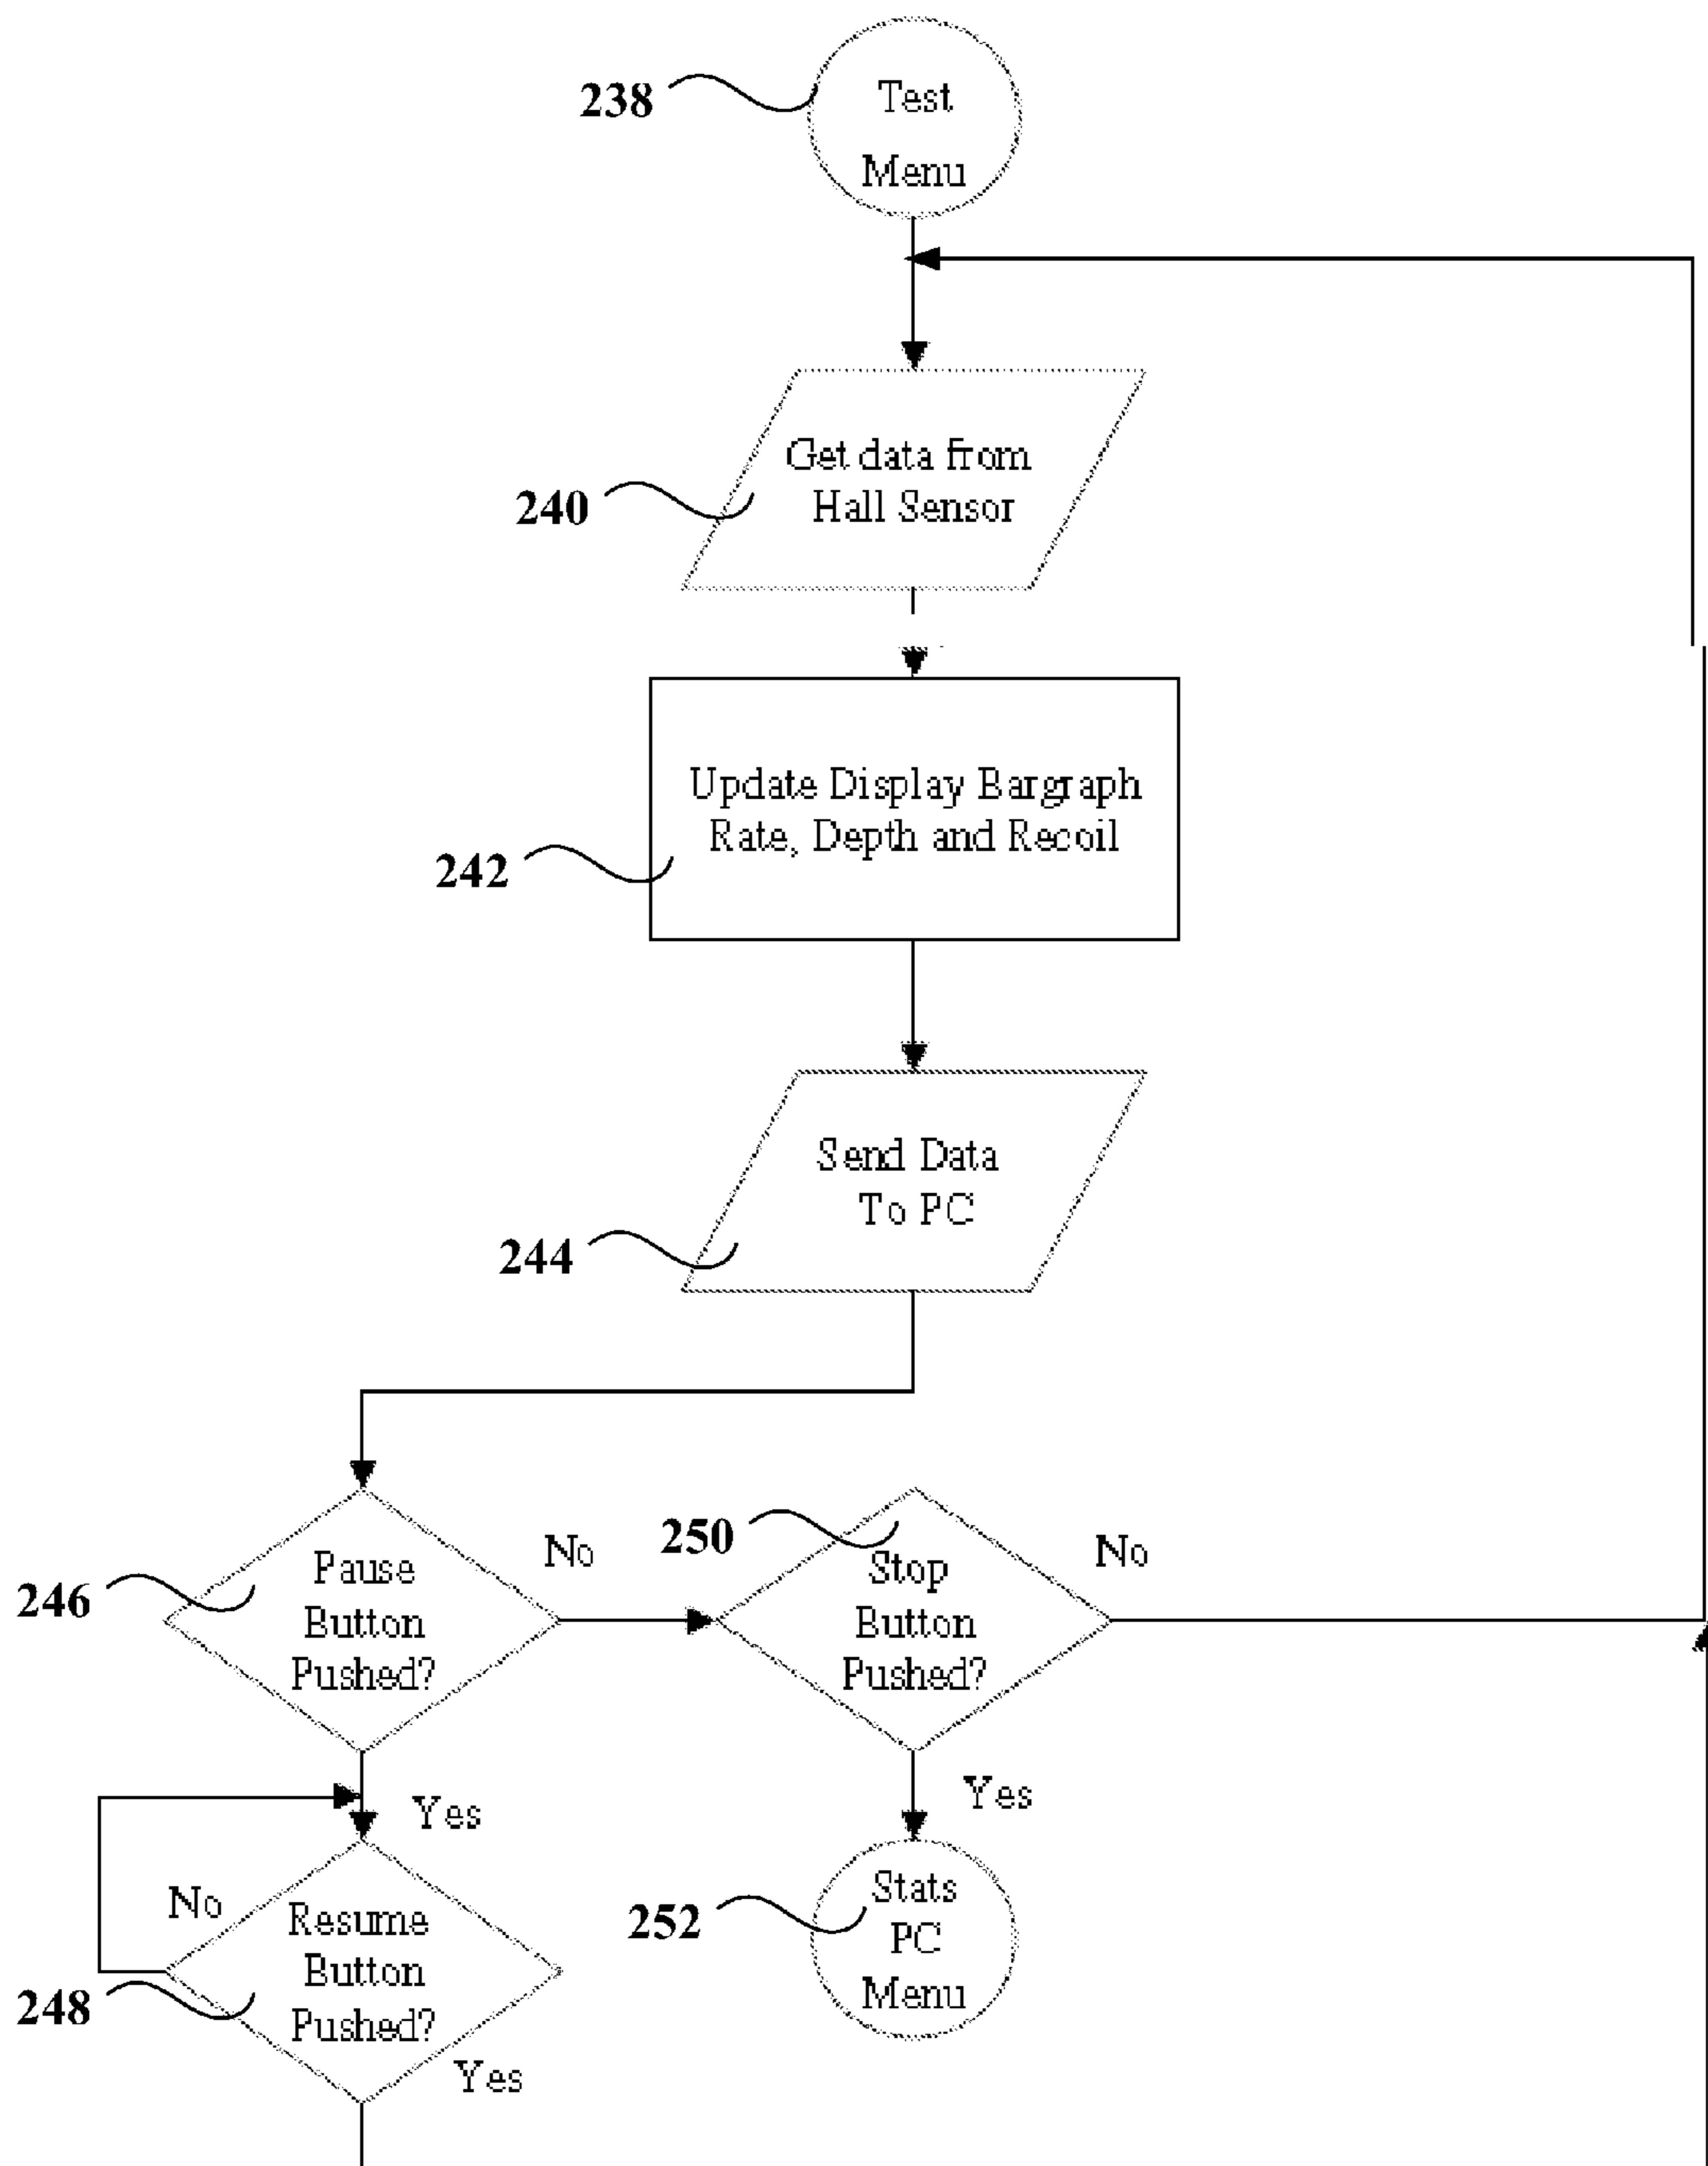 238
Test
Menu
Get data from
Hall Sensor
240
Update Display Bargraph
Rate, Depth and Recoil
242
Send Data
To PC
244
246
Pause
Button
Pushed?
No
250
Stop
Button
Pushed?
No
Yes
Yes
No
Resume
Button
Pushed?
248
Yes
252
Stats
PC
Menu